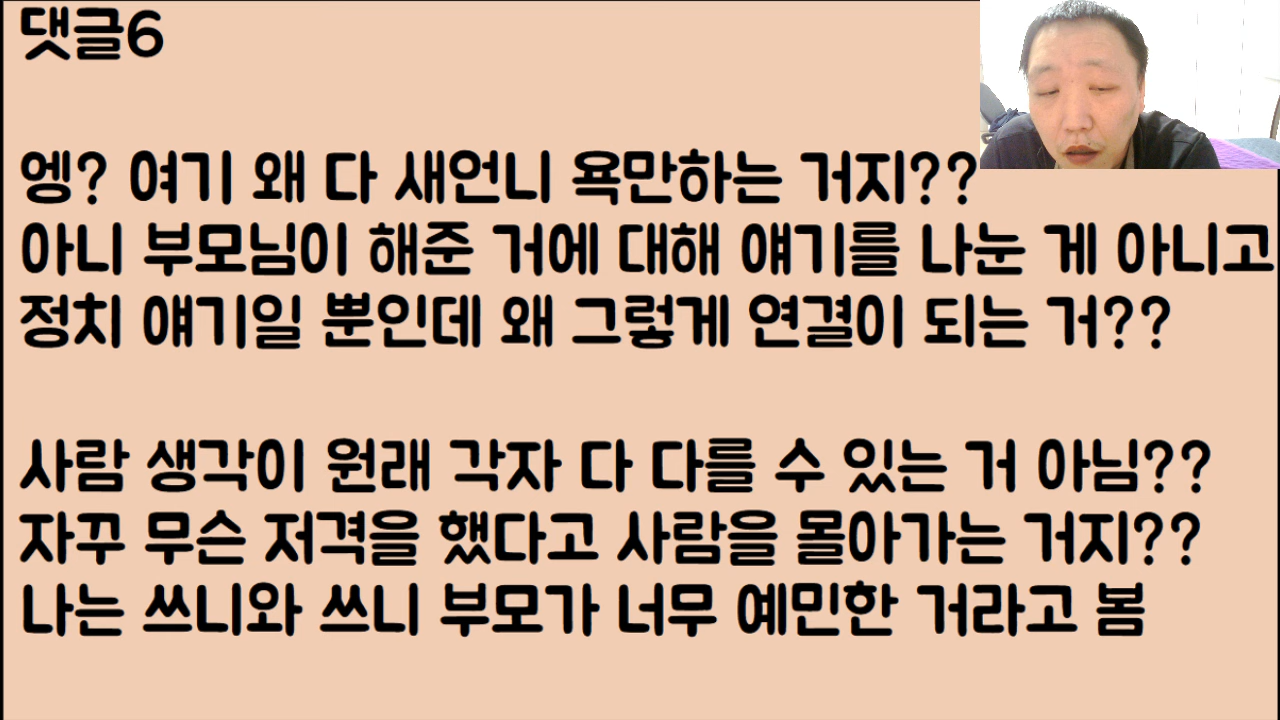 댓글6
엥? 여기 왜 다 새언니 욕만하는 거지??
아니 부모님이 해준 거에 대해 얘기를 나눈 게 아니고
정치 얘기일 뿐인데 왜 그렇게 연결이 되는 거??
사람 생각이 원래 각자 다 다를 수 있는 거 아님??
자꾸 무슨 저격을 했다고 사람을 몰아가는 거지??
나는 쓰니와 쓰니 부모가 너무 예민한 거라고 봄